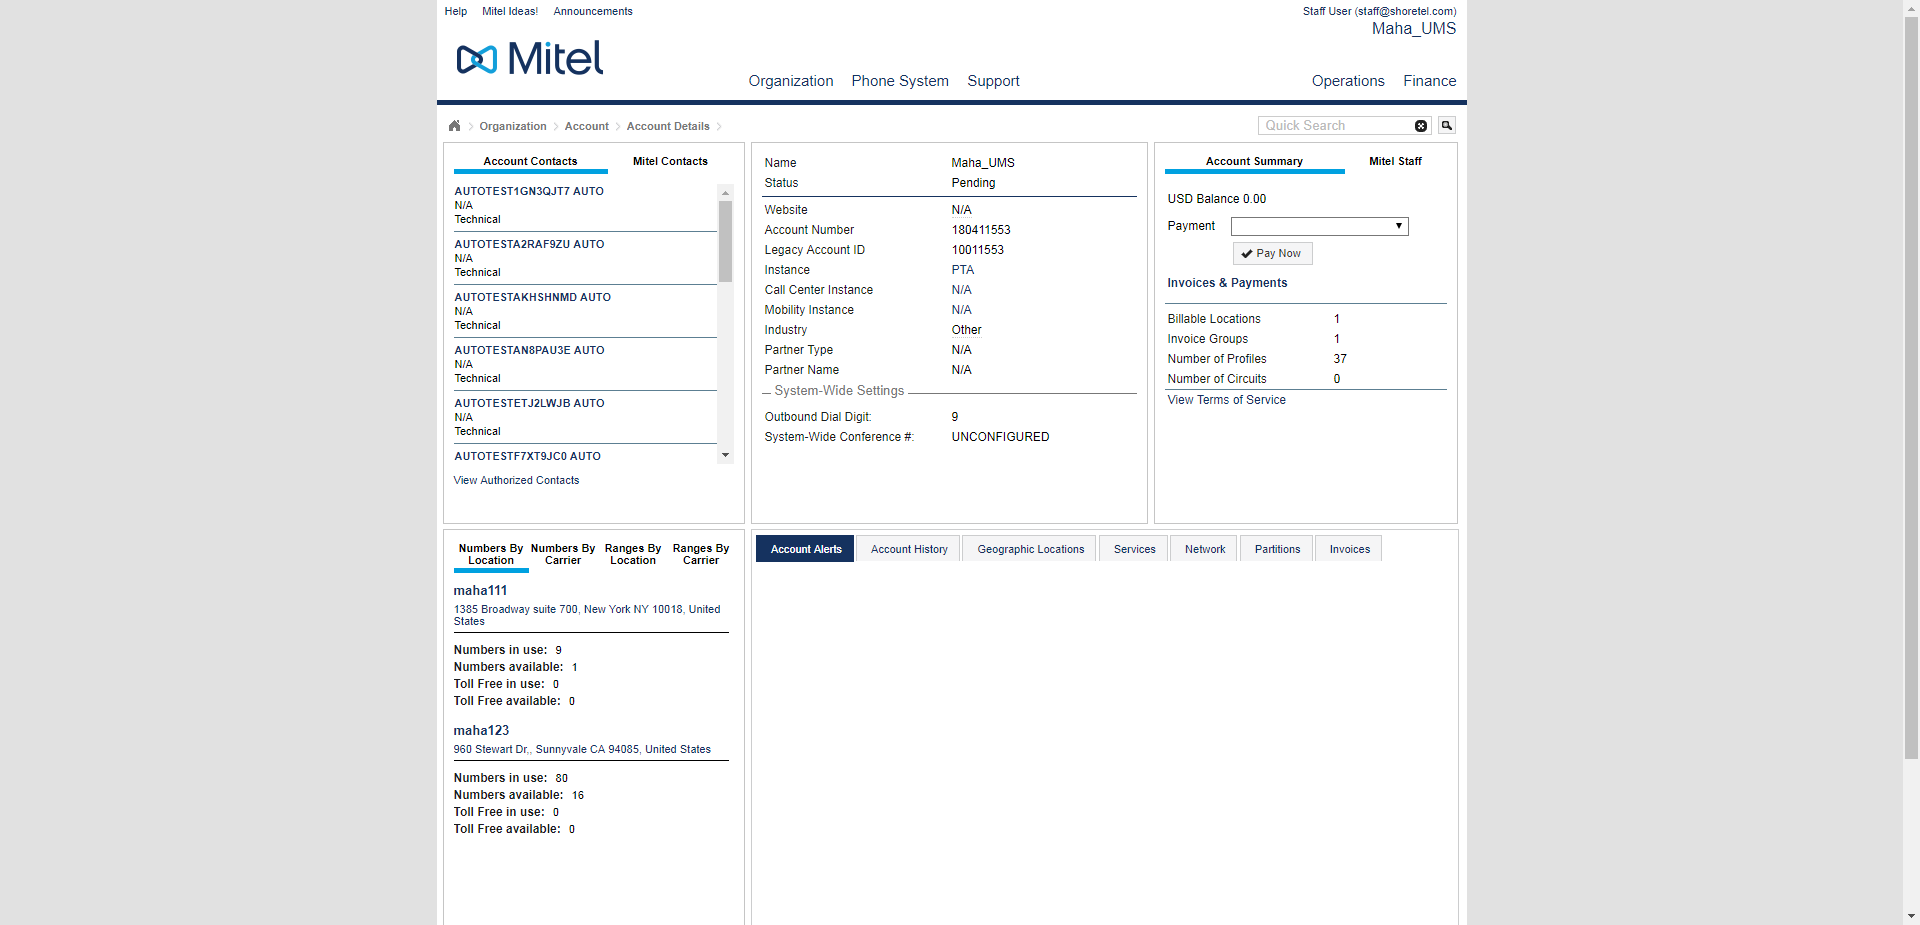 Help Mitel Ideas! Announcements
Staff User (staff@shoretel.com)
Maha_UMS
Mitel
Organization Phone System Support
Operations Finance
Organization Account Account Details
Quick Search
Account Contacts Mitel Contacts
AUTOTEST1GN3QJT7 AUTO
N/A
Technical
AUTOTESTA2RAF9ZU AUTO
N/A
Technical
AUTOTESTAKHSHNMD AUTO
N/A
Technical
AUTOTESTAN8PAU3E AUTO
N/A
Technical
AUTOTESTETJ2LWJB AUTO
N/A
Technical
AUTOTESTF7XT9JC0 AUTO
View Authorized Contacts
Name Maha_UMS
Status Pending
Website N/A
Account Number 180411553
Legacy Account ID 10011553
Instance PTA
Call Center Instance N/A
Mobility Instance N/A
Industry Other
Partner Type N/A
Partner Name N/A
System-Wide Settings
Outbound Dial Digit: 9
System-Wide Conference #: UNCONFIGURED
Account Summary Mitel Staff
USD Balance 0.00
Payment
Pay Now
Invoices & Payments
Billable Locations 1
Invoice Groups 1
Number of Profiles 37
Number of Circuits 0
View Terms of Service
Numbers By Location Numbers By Carrier Ranges By Location Ranges By Carrier
maha111
1385 Broadway suite 700, New York NY 10018, United
States
Numbers in use: 9
Numbers available: 1
Toll Free in use: 0
Toll Free available: 0
maha123
960 Stewart Dr,, Sunnyvale CA 94085, United States
Numbers in use: 80
Numbers available: 16
Toll Free in use: 0
Toll Free available: 0
Account Alerts Account History Geographic Locations Services Network Partitions Invoices